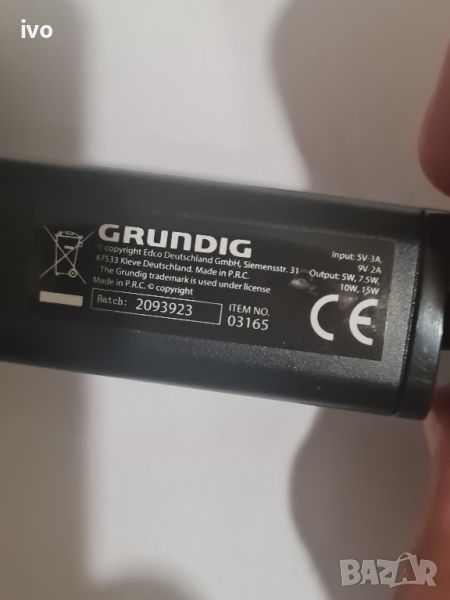 ivo
GRUNDIG
© copyright Edco Deutschland GmbH, Siemensstr. 31
47533 Kleve Deutschland. Made in P.R.C.
The Grundig trademark is used under license
Made in P.R.C. © copyright
Batch: 2093923
ITEM NO.
03165
Input: 5V-3A,
9V-2A
Output: 5W, 7.5W,
10W, 15W
CE
BAZAR